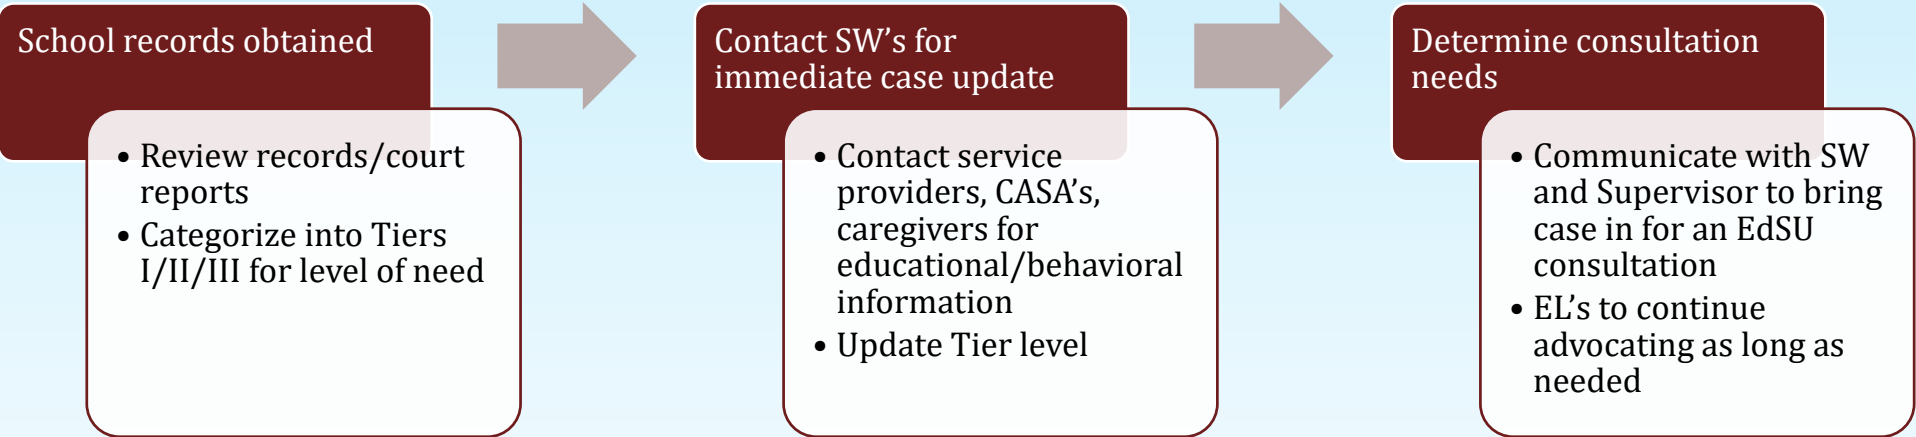 School records obtained
• Review records/court
reports
• Categorize into Tiers
I/II/III for level of need
Contact SW’s for
immediate case update
• Contact service
providers, CASA’s,
caregivers for
educational/behavioral
information
• Update Tier level
Determine consultation
needs
• Communicate with SW
and Supervisor to bring
case in for an EdSU
consultation
• EL’s to continue
advocating as long as
needed